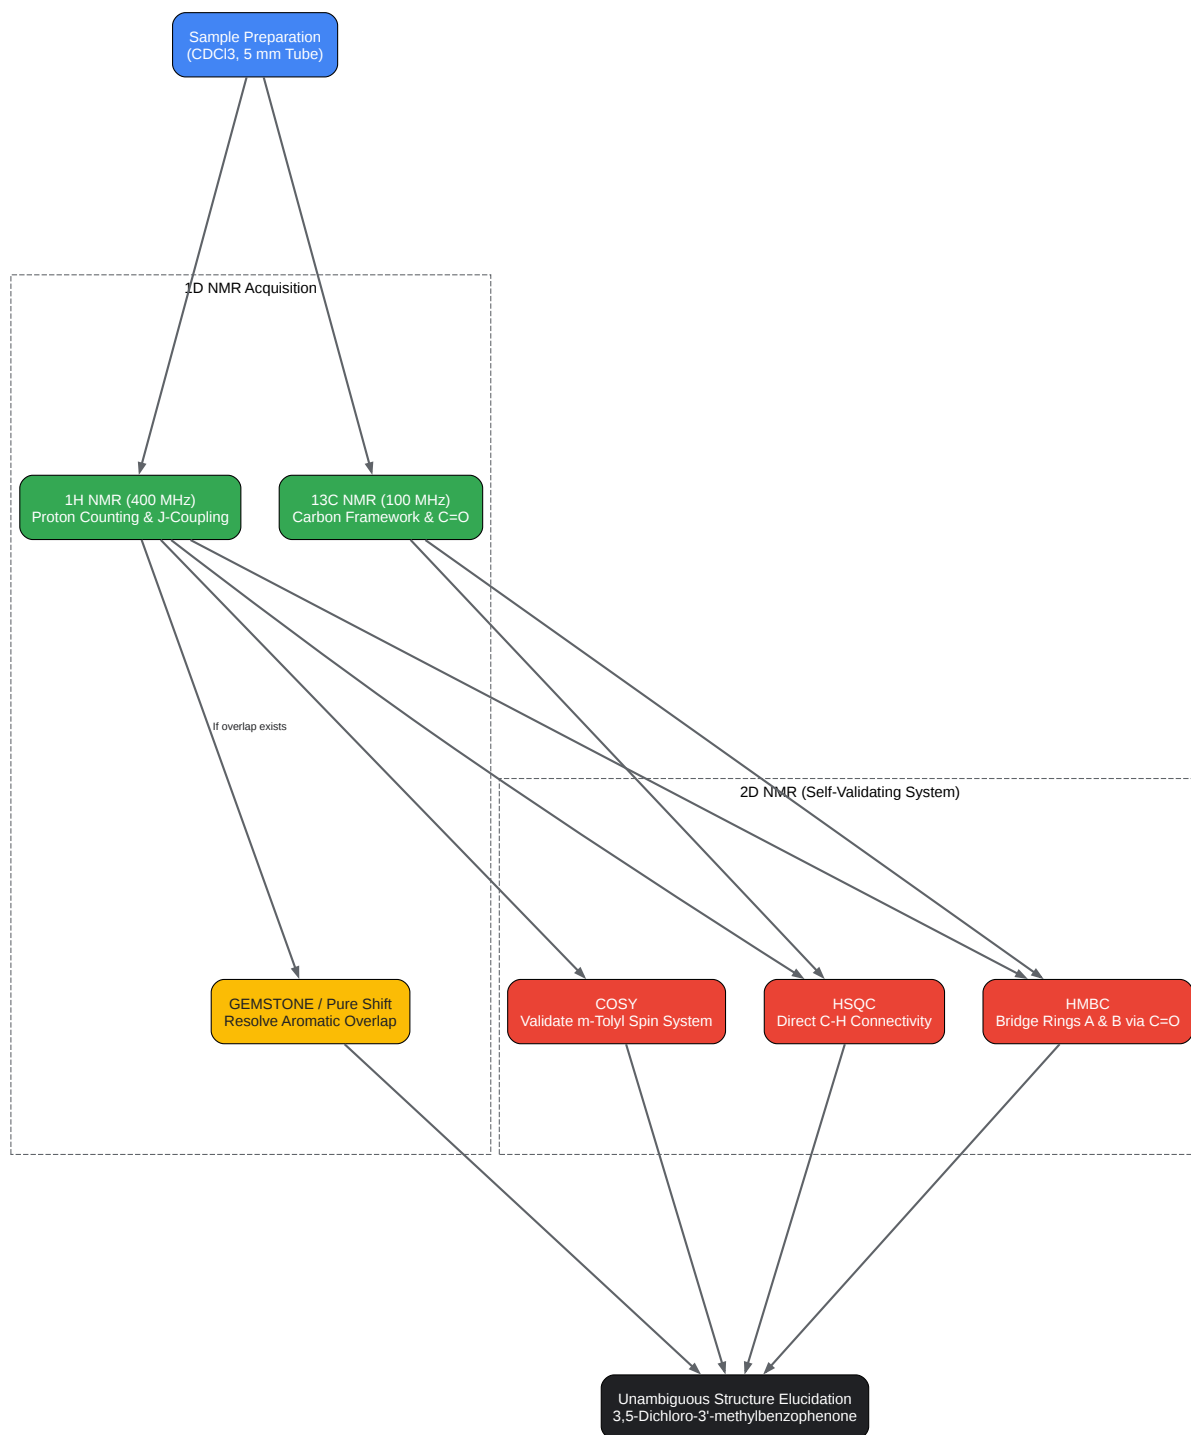 Sample Preparation
(CDCl3, 5 mm Tube)
1D NMR Acquisition
1H NMR (400 MHz)
Proton Counting & J-Coupling
13C NMR (100 MHz)
Carbon Framework & C=O
If overlap exists
2D NMR (Self-Validating System)
GEMSTONE / Pure Shift
Resolve Aromatic Overlap
COSY
Validate m-Tolyl Spin System
HSQC
Direct C-H Connectivity
HMBC
Bridge Rings A & B via C=O
Unambiguous Structure Elucidation
3,5-Dichloro-3'-methylbenzophenone